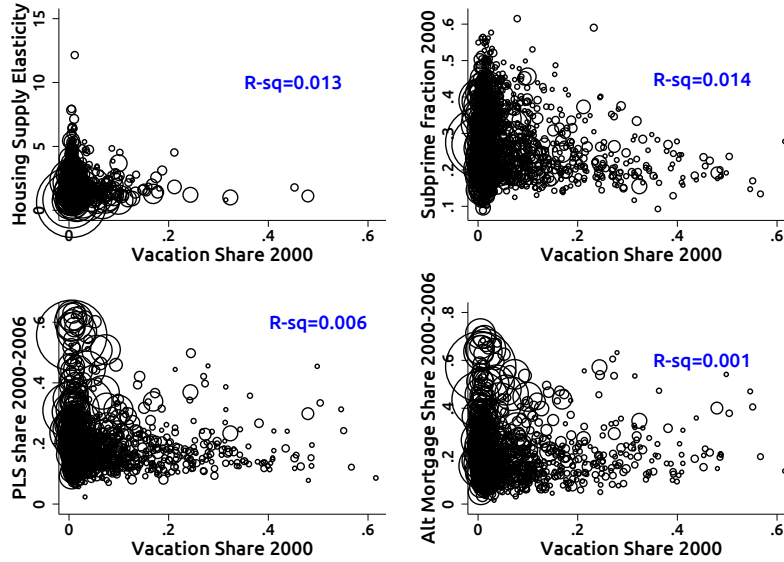 Housing Supply Elasticity
15
10
5
0
R-sq=0.013
0 .2 .4 .6
Vacation Share 2000
Subprime fraction 2000
.6
.5
.4
.3
.2
.1
R-sq=0.014
0 .2 .4 .6
Vacation Share 2000
PLS share 2000-2006
.6
.4
.2
0
R-sq=0.006
0 .2 .4 .6
Vacation Share 2000
Alt Mortgage Share 2000-2006
.8
.6
.4
.2
0
R-sq=0.001
0 .2 .4 .6
Vacation Share 2000